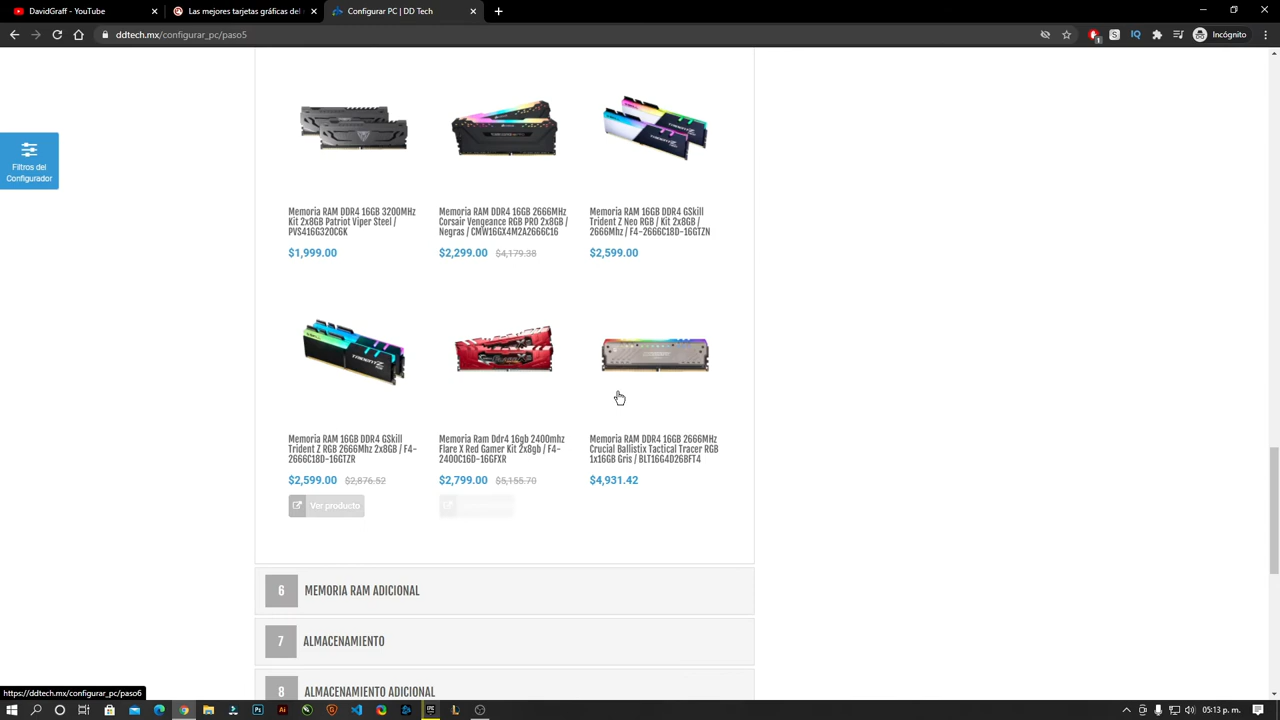 DavidGraff - YouTube
Las mejores tarjetas gráficas del
Configurar PC | DD Tech
ddtech.mx/configurar_pc/paso5
Incógnito
Filtros del
Configurador
Memoria RAM DDR4 16GB 3200MHz
Kit 2x8GB Patriot Viper Steel /
PVS416G320C6K
$1,999.00
Memoria RAM DDR4 16GB 2666MHz
Corsair Vengeance RGB PRO 2x8GB /
Negras / CMW16GX4M2A2666C16
$2,299.00 $4,179.38
Memoria RAM 16GB DDR4 GSkill
Trident Z Neo RGB / Kit 2x8GB /
2666Mhz / F4-2666C18D-16GTZN
$2,599.00
Memoria RAM 16GB DDR4 GSkill
Trident Z RGB 2666Mhz 2x8GB / F4-
2666C18D-16GTZR
$2,599.00 $2,876.52
Ver producto
Memoria Ram Ddr4 16gb 2400mhz
Flare X Red Gamer Kit 2x8gb / F4-
2400C16D-16GFXR
$2,799.00 $5,155.70
Memoria RAM DDR4 16GB 2666MHz
Crucial Ballistix Tactical Tracer RGB
1x16GB Gris / BLT16G4D26BFT4
$4,931.42
6 MEMORIA RAM ADICIONAL
7 ALMACENAMIENTO
8 ALMACENAMIENTO ADICIONAL
https://ddtech.mx/configurar_pc/paso6
05:13 p. m.